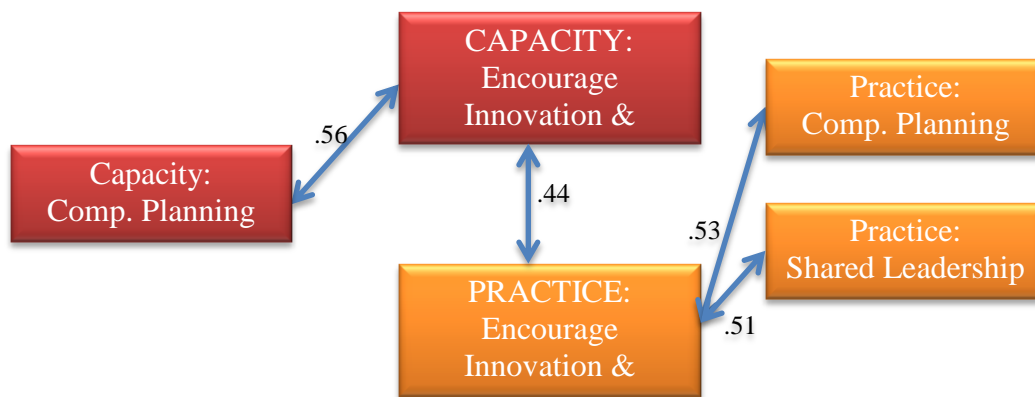 CAPACITY:
Encourage
Innovation &
.56
Capacity:
Comp. Planning
.44
PRACTICE:
Encourage
Innovation &
.53
.51
Practice:
Comp. Planning
Practice:
Shared Leadership